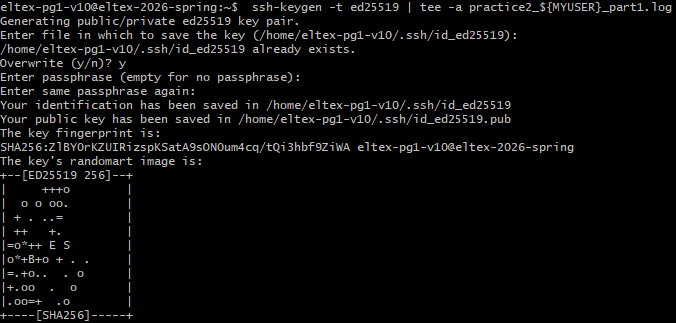 eltex-pg1-v10@eltex-2026-spring:~$  ssh-keygen -t ed25519 | tee -a practice2_${MYUSER}_part1.log
Generating public/private ed25519 key pair.
Enter file in which to save the key (/home/eltex-pg1-v10/.ssh/id_ed25519):
/home/eltex-pg1-v10/.ssh/id_ed25519 already exists.
Overwrite (y/n)? y
Enter passphrase (empty for no passphrase):
Enter same passphrase again:
Your identification has been saved in /home/eltex-pg1-v10/.ssh/id_ed25519
Your public key has been saved in /home/eltex-pg1-v10/.ssh/id_ed25519.pub
The key fingerprint is:
SHA256:ZlBYOrKZUIRizspKSatA9sONOum4cq/tQi3hbf9ZiWA eltex-pg1-v10@eltex-2026-spring
The key's randomart image is:
+--[ED25519 256]--+
|      +++o       |
|  o o oo.        |
| + . ..=         |
| ++   +.         |
|=o*++ E S        |
|o*+B+o + . .     |
|=.+o..  . o      |
|+.oo  .  o       |
|.oo=+  .o        |
+----[SHA256]-----+